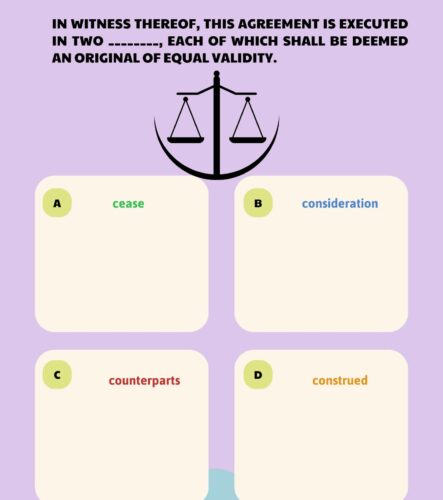 IN WITNESS THEREOF, THIS AGREEMENT IS EXECUTED
IN TWO ________, EACH OF WHICH SHALL BE DEEMED
AN ORIGINAL OF EQUAL VALIDITY.
A cease
B consideration
C counterparts
D construed